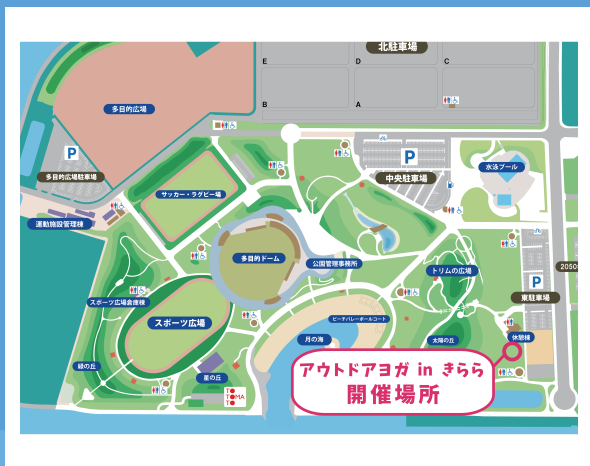 北駐車場
E
D
C
B
A
多目的広場
P
多目的広場駐車場
P
中央駐車場
水泳プール
サッカー・ラグビー場
運動施設管理棟
多目的ドーム
公園管理事務所
トリムの広場
2050
P
東駐車場
スポーツ広場倉庫棟
スポーツ広場
ビーチバレーボールコート
月の海
太陽の丘
休憩棟
緑の丘
星の丘
TO
TOMA
TO
アウトドアヨガ in きらら
開催場所